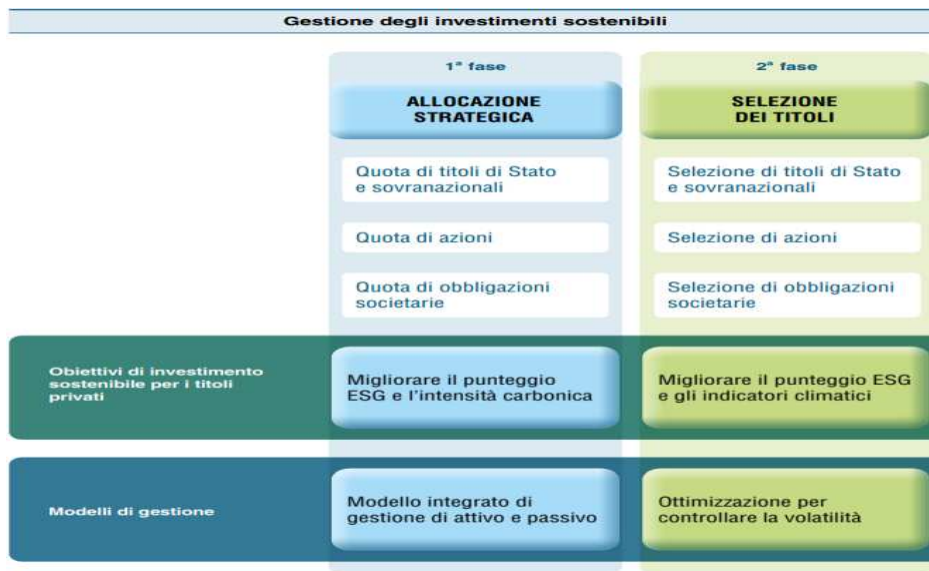 Gestione degli investimenti sostenibili
1ª fase
2ª fase
ALLOCAZIONE
STRATEGICA
SELEZIONE
DEI TITOLI
Quota di titoli di Stato
e sovranazionali
Selezione di titoli di Stato
e sovranazionali
Quota di azioni
Selezione di azioni
Quota di obbligazioni
societarie
Selezione di obbligazioni
societarie
Obiettivi di investimento
sostenibile per i titoli
privati
Migliorare il punteggio
ESG e l'intensità carbonica
Migliorare il punteggio ESG
e gli indicatori climatici
Modelli di gestione
Modello integrato di
gestione di attivo e passivo
Ottimizzazione per
controllare la volatilità